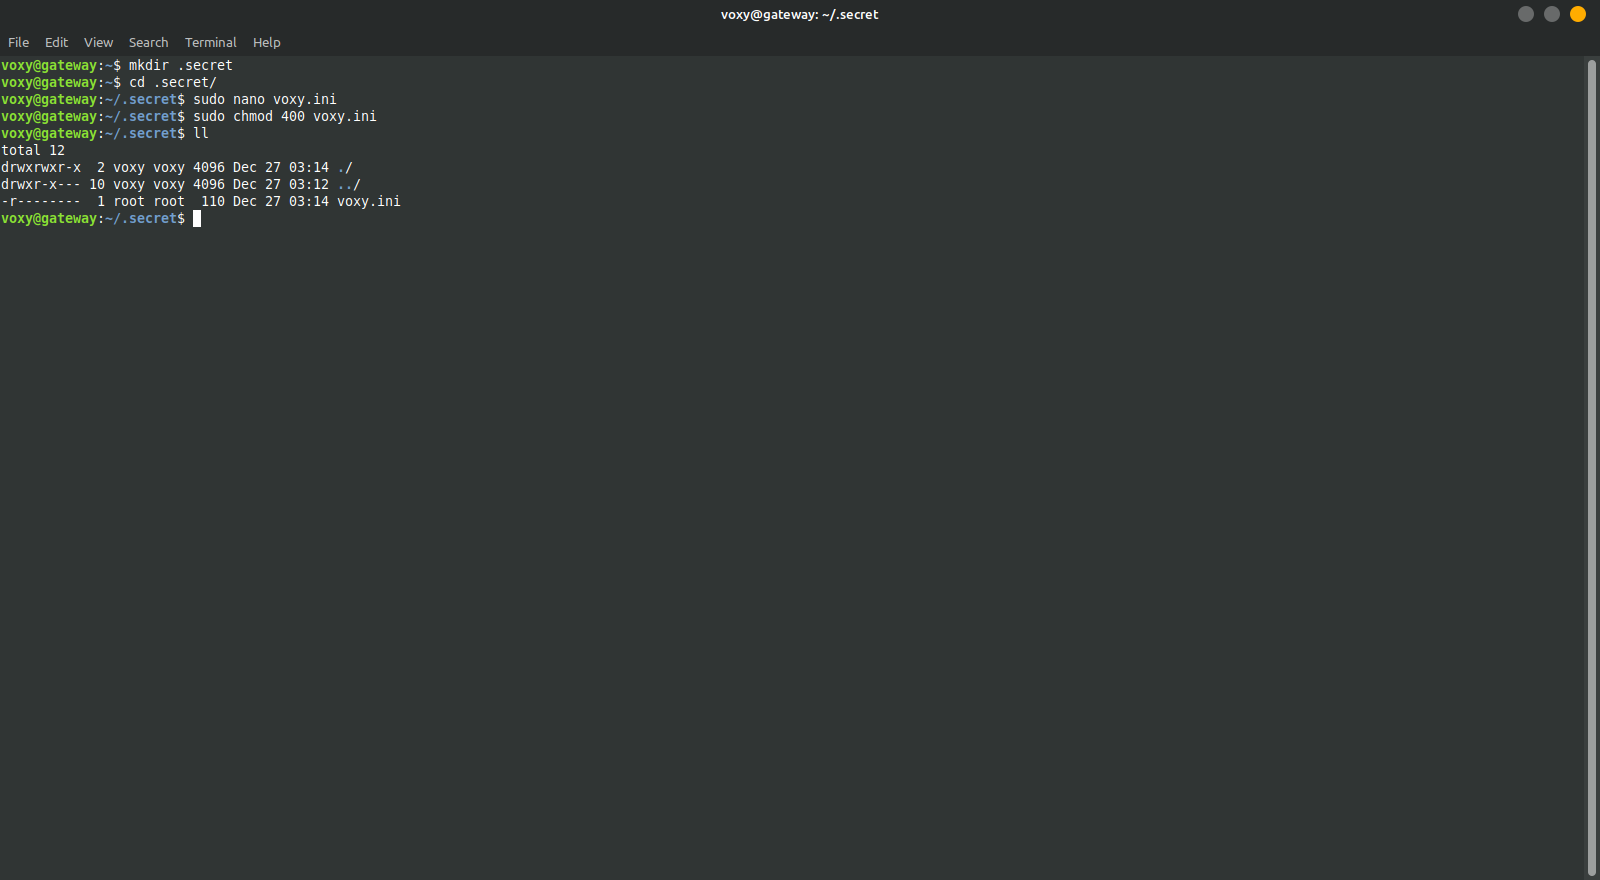 voxy@gateway: ~/.secret
File Edit View Search Terminal Help
voxy@gateway:~$ mkdir .secret
voxy@gateway:~$ cd .secret/
voxy@gateway:~/.secret$ sudo nano voxy.ini
voxy@gateway:~/.secret$ sudo chmod 400 voxy.ini
voxy@gateway:~/.secret$ ll
total 12
drwxrwxr-x  2 voxy voxy 4096 Dec 27 03:14 ./
drwxr-x--- 10 voxy voxy 4096 Dec 27 03:12 ../
-r--------  1 root root  110 Dec 27 03:14 voxy.ini
voxy@gateway:~/.secret$